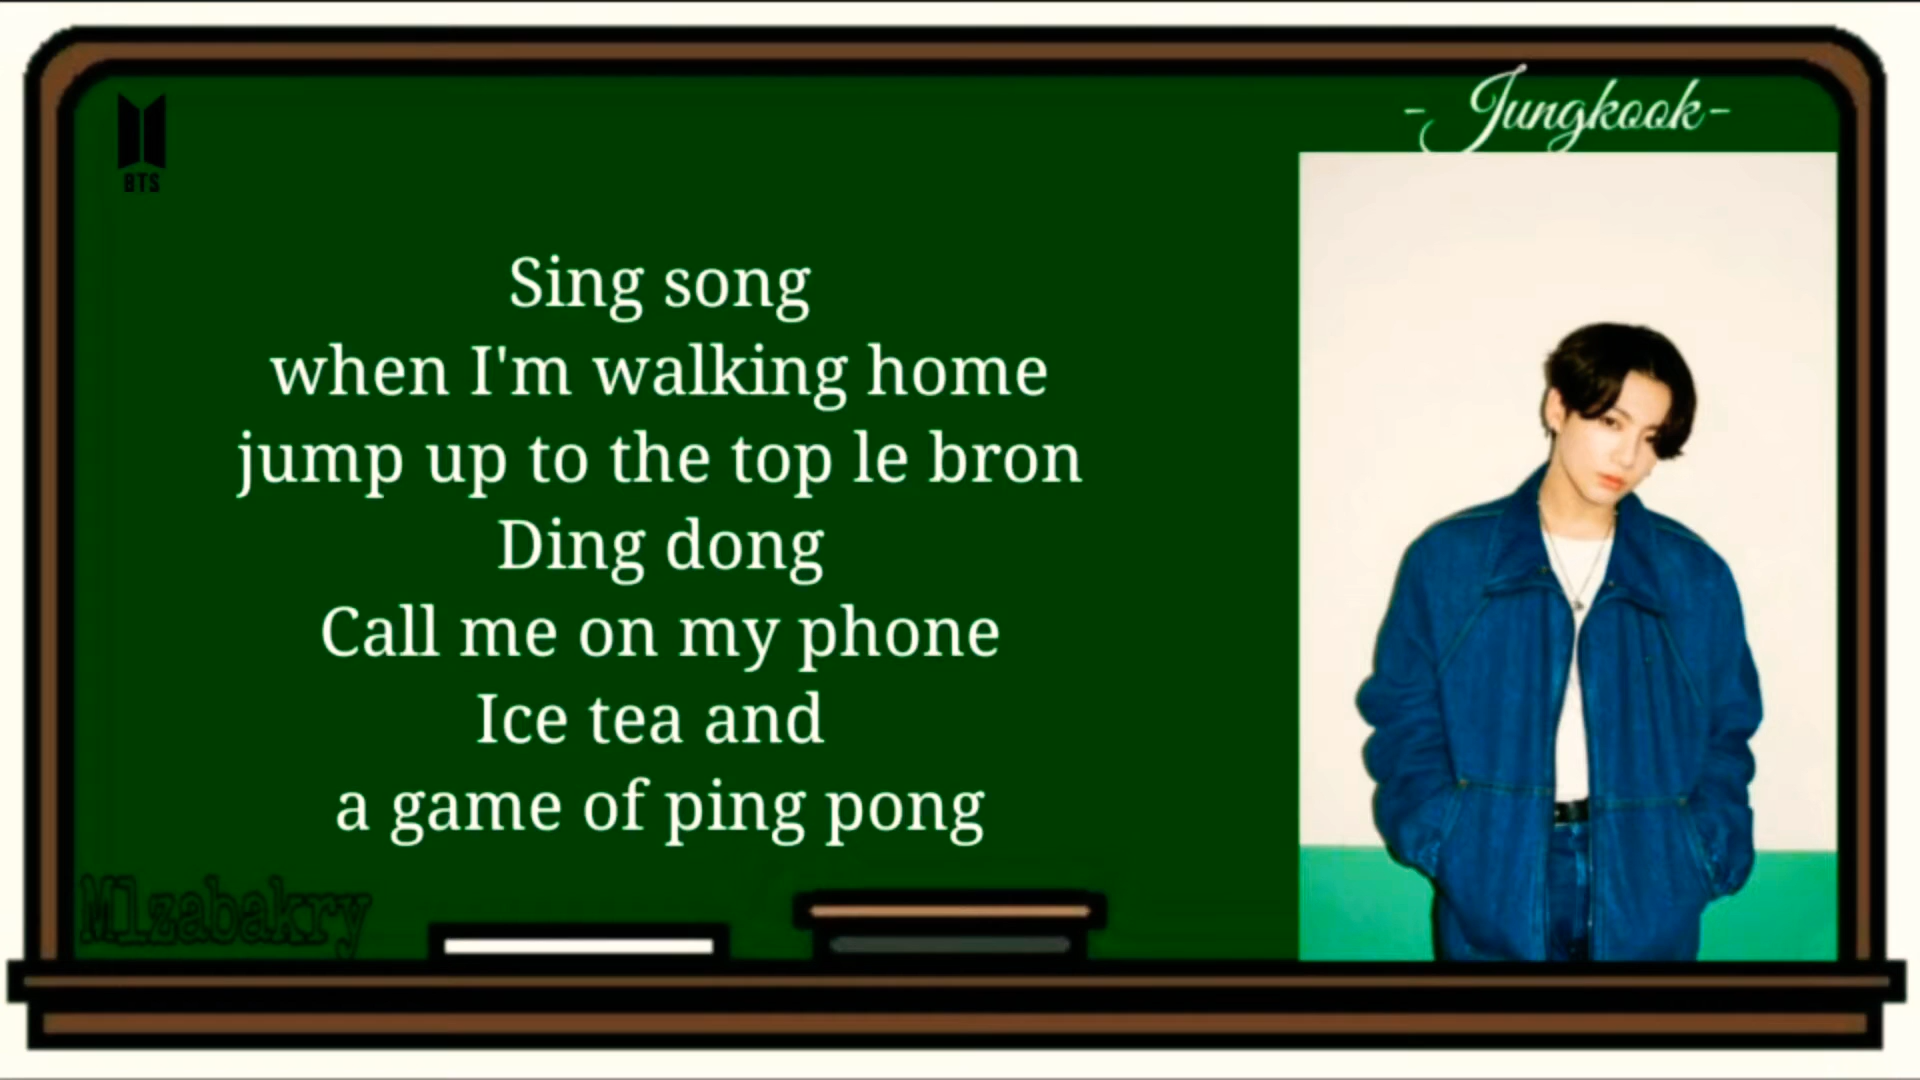 - Jungkook -
BTS
Sing song
when I'm walking home
jump up to the top le bron
Ding dong
Call me on my phone
Ice tea and
a game of ping pong
M1zabakry